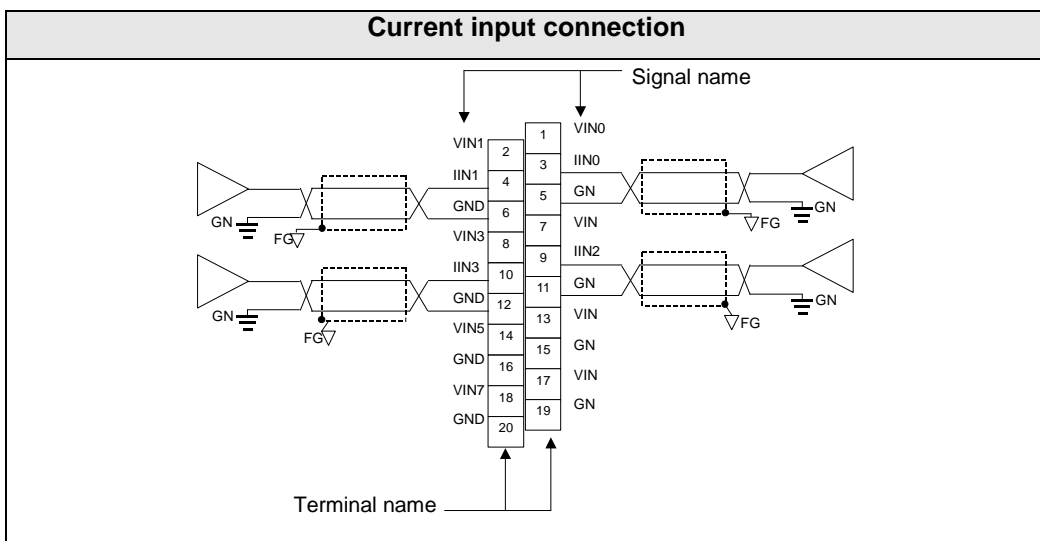 Current input connection
Signal name
VIN1
IIN1
GND
VIN3
IIN3
GND
VIN5
GND
VIN7
GND
2
4
6
8
10
12
14
16
18
20
1
3
5
7
9
11
13
15
17
19
VIN0
IIN0
GN
VIN
IIN2
GN
VIN
GN
VIN
GN
GN
FG
GN
FG
FG
GN
FG
GN
Terminal name